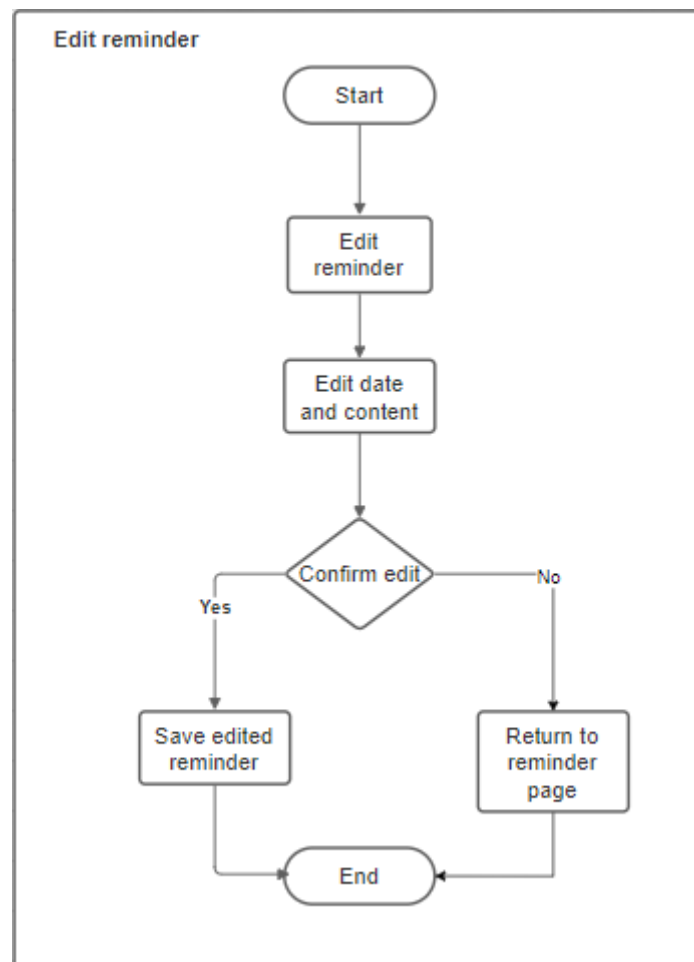 Edit reminder
Start
Edit
reminder
Edit date
and content
Confirm edit
Yes
No
Save edited
reminder
Return to
reminder
page
End